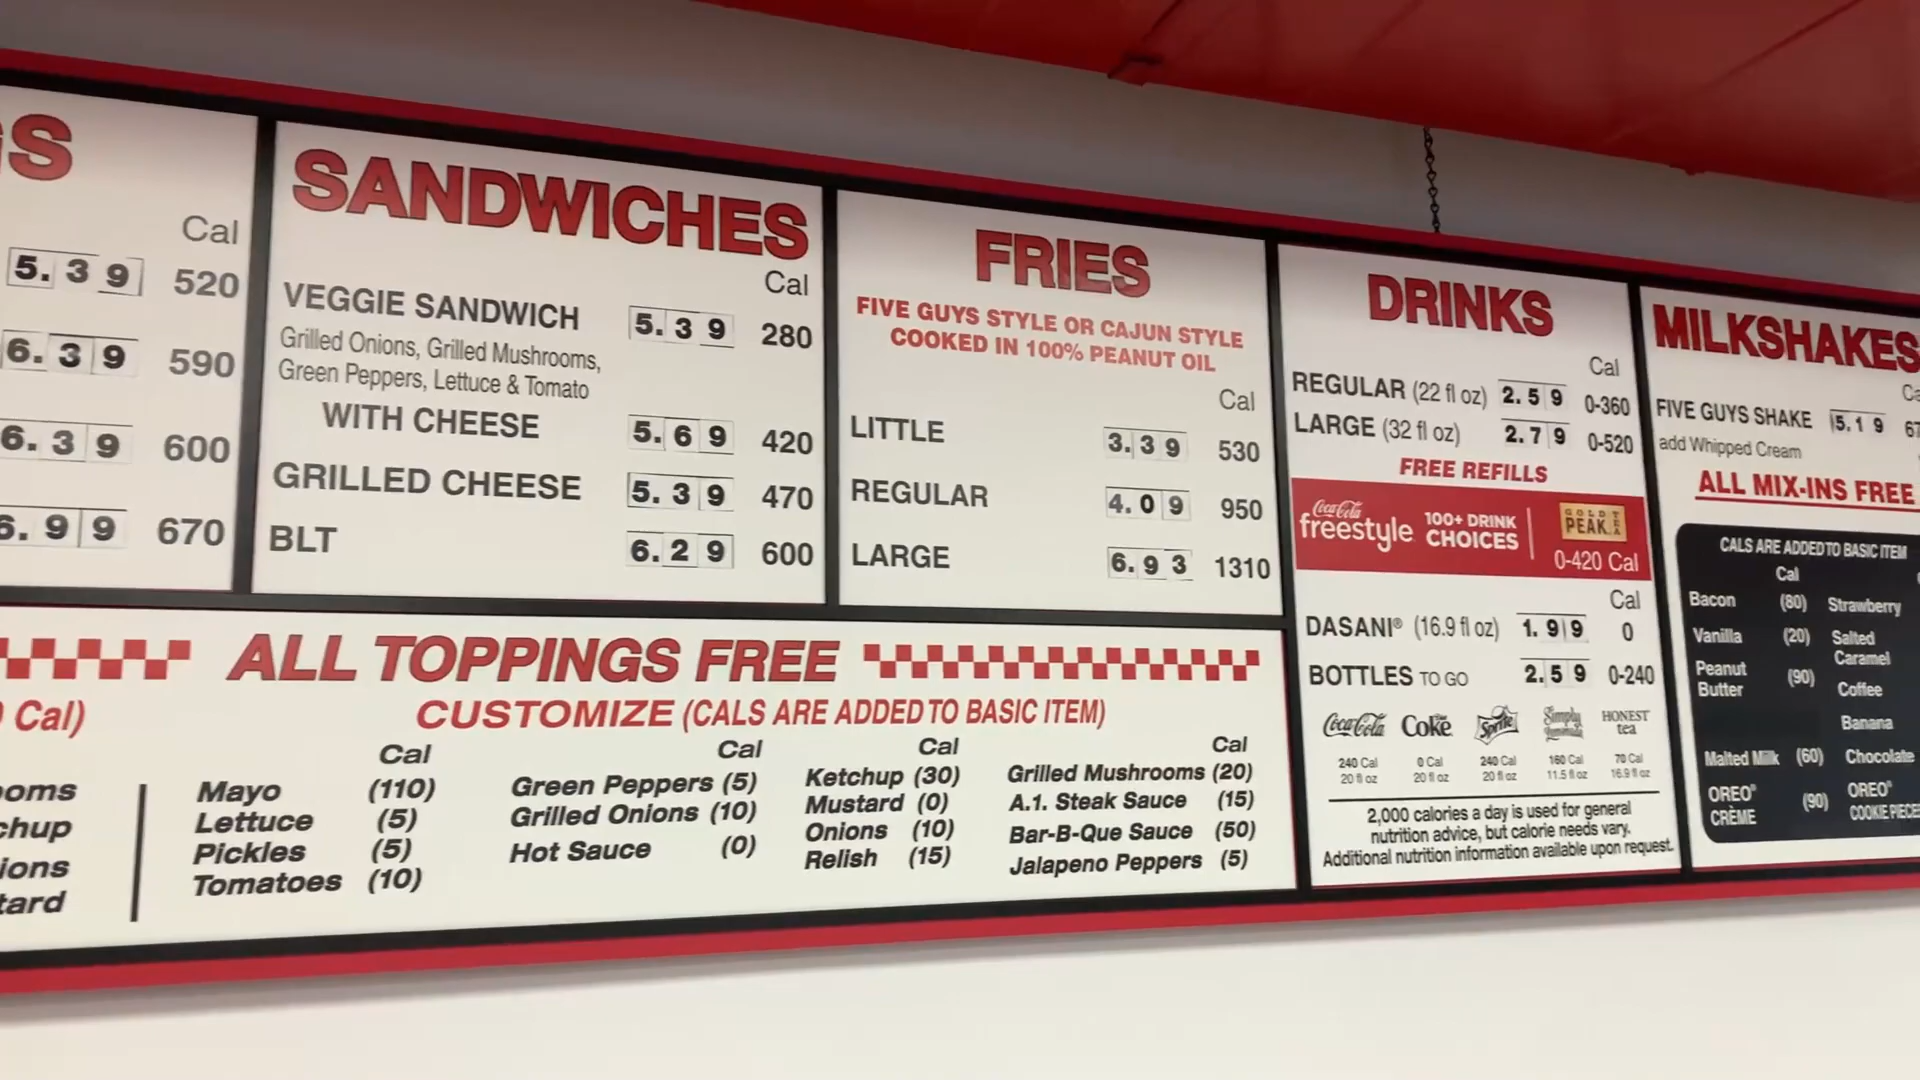 GS
Cal
5.39 520
6.39 590
6.39 600
6.99 670
SANDWICHES
Cal
VEGGIE SANDWICH 5.39 280
Grilled Onions, Grilled Mushrooms,
Green Peppers, Lettuce & Tomato
WITH CHEESE 5.69 420
GRILLED CHEESE 5.39 470
BLT 6.29 600
FRIES
FIVE GUYS STYLE OR CAJUN STYLE
COOKED IN 100% PEANUT OIL
Cal
LITTLE 3.39 530
REGULAR 4.09 950
LARGE 6.93 1310
DRINKS
Cal
REGULAR (22 fl oz) 2.59 0-360
LARGE (32 fl oz) 2.79 0-520
FREE REFILLS
Coca-Cola
freestyle
100+ DRINK
CHOICES
GOLD PEAK TEA
0-420 Cal
Cal
DASANI® (16.9 fl oz) 1.99 0
BOTTLES TO GO 2.59 0-240
Coca-Cola Diet Coke Sprite Simply Lemonade HONEST tea
240 Cal 0 Cal 240 Cal 160 Cal 70 Cal
20 fl oz 20 fl oz 20 fl oz 11.5 fl oz 16.9 fl oz
2,000 calories a day is used for general
nutrition advice, but calorie needs vary.
Additional nutrition information available upon request.
MILKSHAKES
Ca
FIVE GUYS SHAKE 5.19 67
add Whipped Cream
ALL MIX-INS FREE
CALS ARE ADDED TO BASIC ITEM
Cal
Bacon (80) Strawberry
Vanilla (20) Salted
Caramel
Peanut
Butter (90) Coffee
Banana
Malted Milk (60) Chocolate
OREO® CRÈME (90) OREO®
COOKIE PIECES
ALL TOPPINGS FREE
CUSTOMIZE (CALS ARE ADDED TO BASIC ITEM)
Cal)
ooms
chup
ions
tard
Cal
Mayo (110)
Lettuce (5)
Pickles (5)
Tomatoes (10)
Cal
Green Peppers (5)
Grilled Onions (10)
Hot Sauce (0)
Cal
Ketchup (30)
Mustard (0)
Onions (10)
Relish (15)
Cal
Grilled Mushrooms (20)
A.1. Steak Sauce (15)
Bar-B-Que Sauce (50)
Jalapeno Peppers (5)